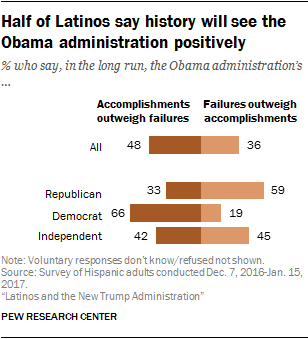 Half of Latinos say history will see the
Obama administration positively
% who say, in the long run, the Obama administration's
...
Accomplishments outweigh failures
Failures outweigh accomplishments
All 48 36
Republican 33 59
Democrat 66 19
Independent 42 45
Note: Voluntary responses don't know/refused not shown.
Source: Survey of Hispanic adults conducted Dec. 7, 2016-Jan. 15,
2017.
"Latinos and the New Trump Administration"
PEW RESEARCH CENTER